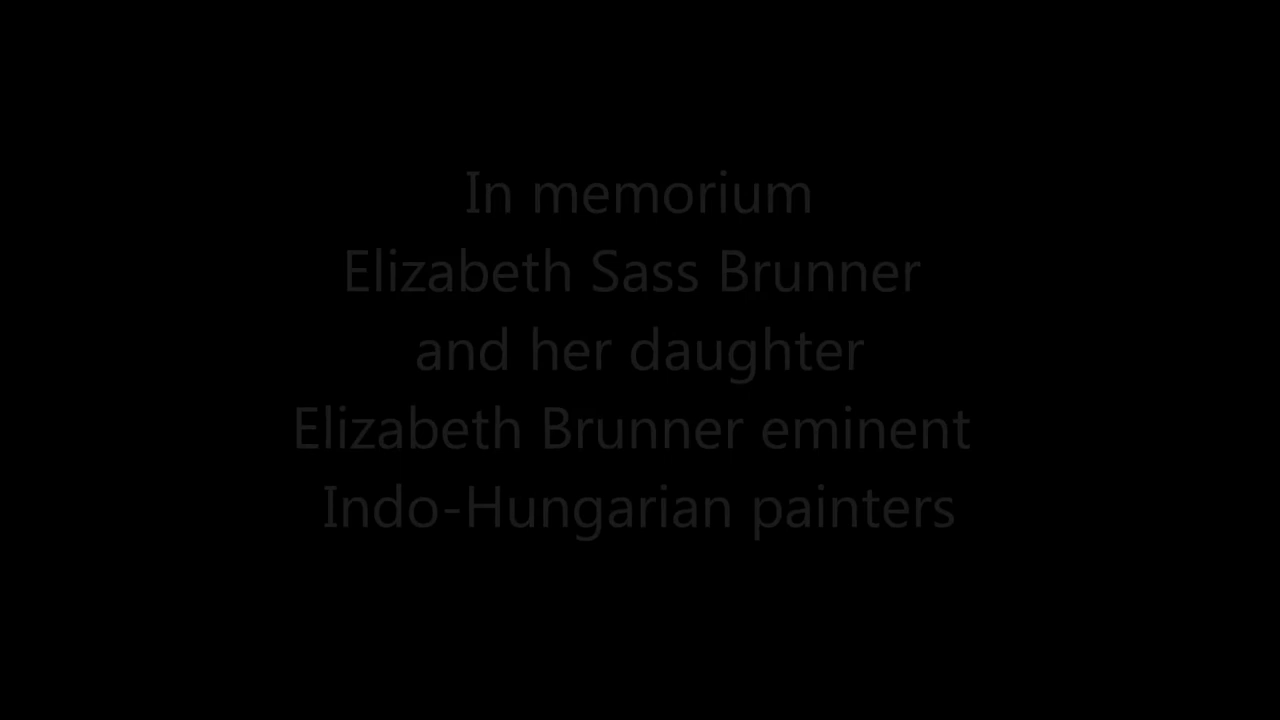 In memorium
Elizabeth Sass Brunner
and her daughter
Elizabeth Brunner eminent
Indo-Hungarian painters